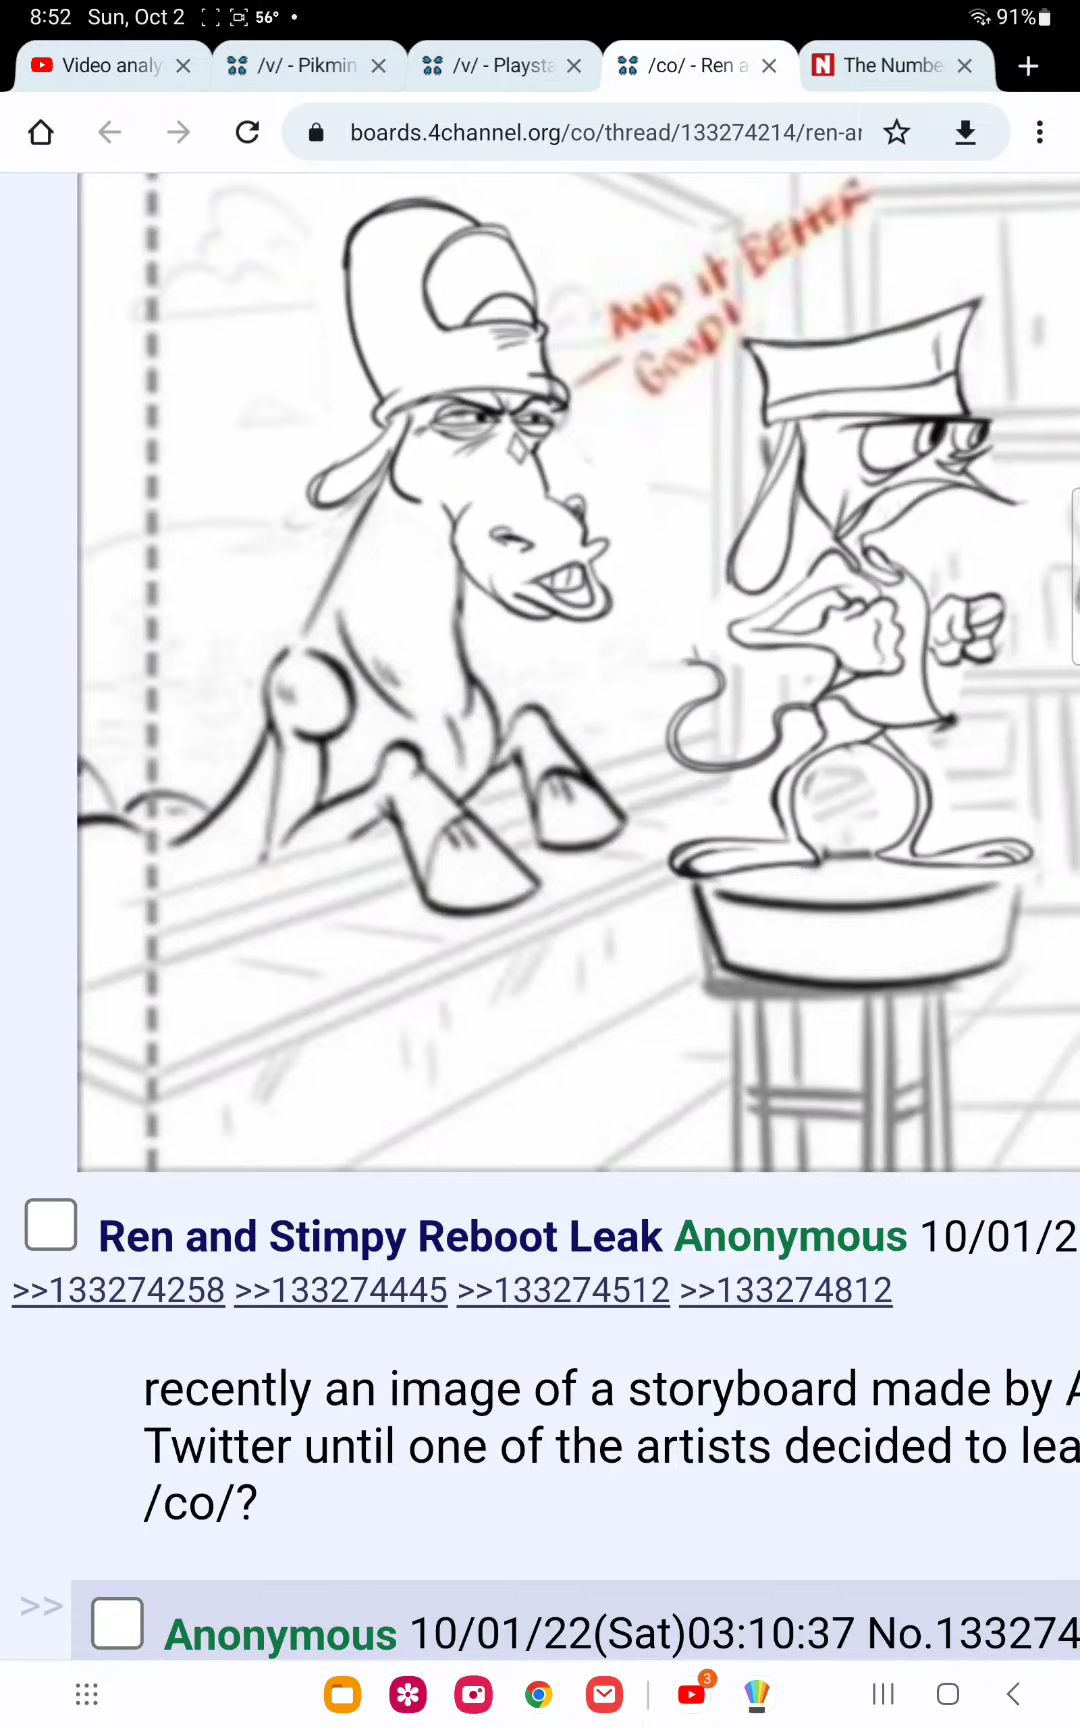 8:52 Sun, Oct 2 56° • 91%
Video analy /v/ - Pikmin /v/ - Playsta /co/ - Ren a The Numbe
boards.4channel.org/co/thread/133274214/ren-ar
AND it BETTER
GOOD!
Ren and Stimpy Reboot Leak Anonymous 10/01/2
>>133274258 >>133274445 >>133274512 >>133274812
recently an image of a storyboard made by A
Twitter until one of the artists decided to lea
/co/?
>> Anonymous 10/01/22(Sat)03:10:37 No.133274
3